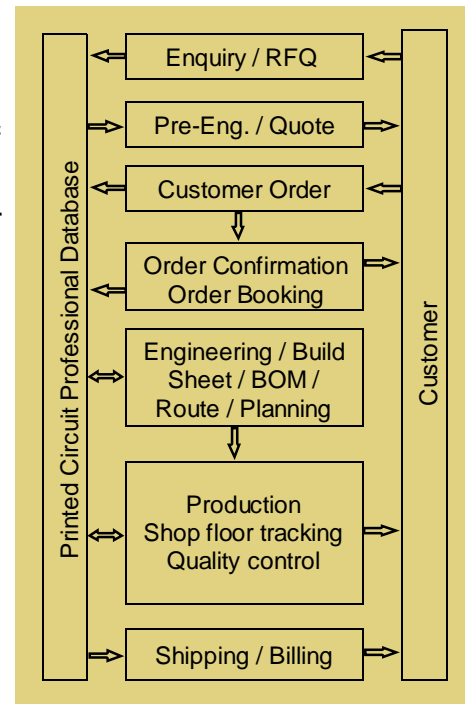 Enquiry / RFQ
Pre-Eng. / Quote
Customer Order
Order Confirmation
Order Booking
Engineering / Build
Sheet / BOM /
Route / Planning
Production
Shop floor tracking
Quality control
Shipping / Billing
Printed Circuit Professional Database
Customer